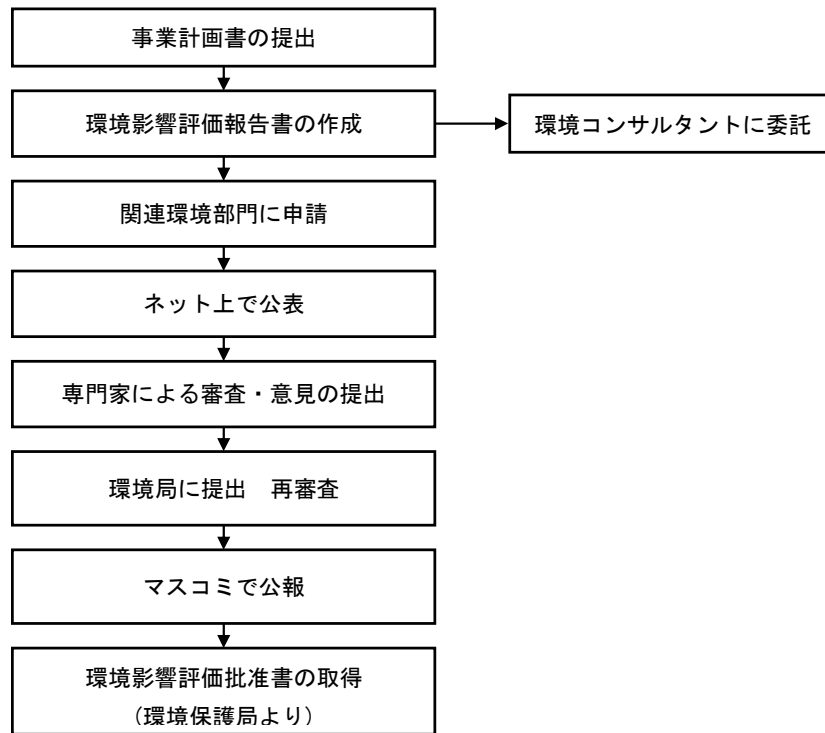 事業計画書の提出
環境影響評価報告書の作成
環境コンサルタントに委託
関連環境部門に申請
ネット上で公表
専門家による審査・意見の提出
環境局に提出　再審査
マスコミで公報
環境影響評価批准書の取得
(環境保護局より)